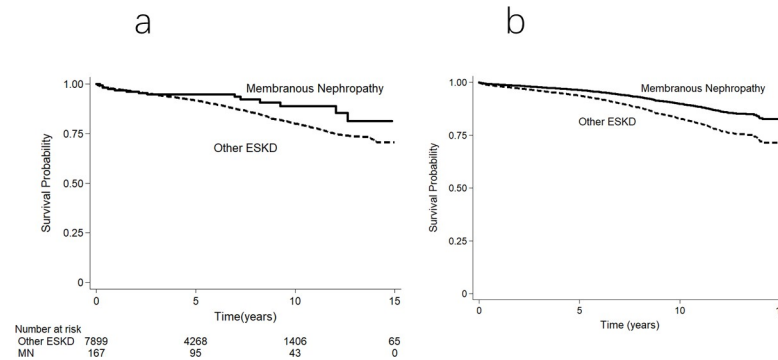 a
b
1.00
0.75
0.50
0.25
0
Survival Probability
Membranous Nephropathy
Other ESKD
0 5 10 15
Time(years)
Number at risk
Other ESKD 7899 4268 1406 65
MN 167 95 43 0
1.00
0.75
0.50
0.25
0
Survival Probability
Membranous Nephropathy
Other ESKD
0 5 10
Time(years)